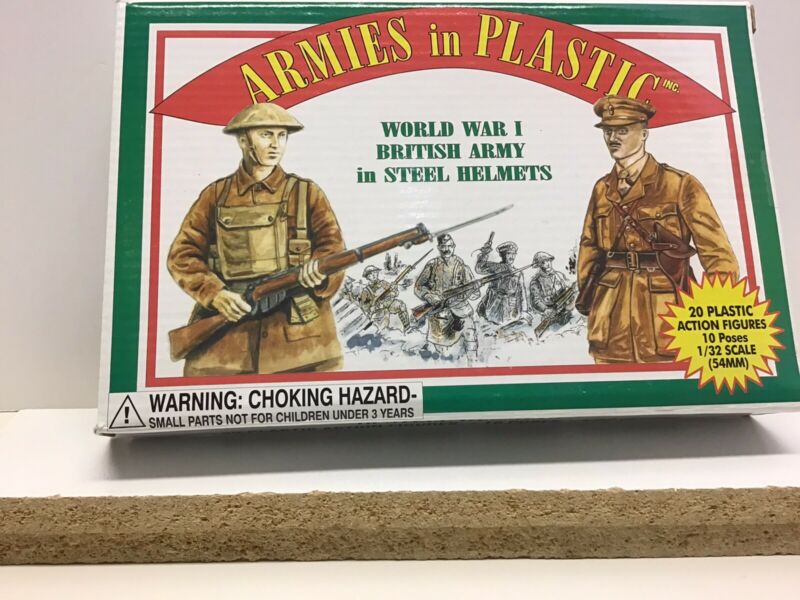 ARMIES in PLASTIC INC.
WORLD WAR I
BRITISH ARMY
in STEEL HELMETS
20 PLASTIC
ACTION FIGURES
10 Poses
1/32 SCALE
(54MM)
WARNING: CHOKING HAZARD-
SMALL PARTS NOT FOR CHILDREN UNDER 3 YEARS